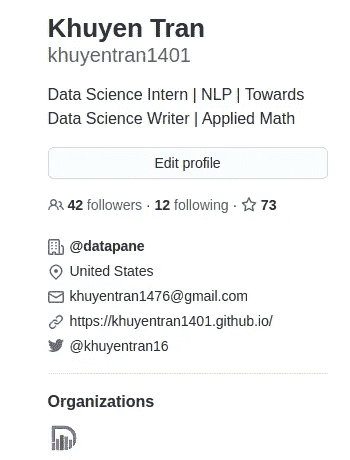 Khuyen Tran
khuyentran1401
Data Science Intern | NLP | Towards
Data Science Writer | Applied Math
Edit profile
42 followers · 12 following · 73
@datapane
United States
khuyentran1476@gmail.com
https://khuyentran1401.github.io/
@khuyentran16
Organizations